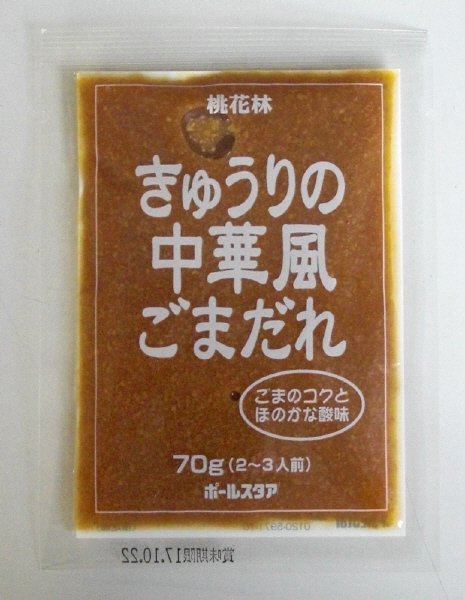 桃花林
きゅうりの
中華風
ごまだれ
ごまのコクと
ほのかな酸味
70g(2〜3人前)
ポールスタア
賞味期限17.10.22